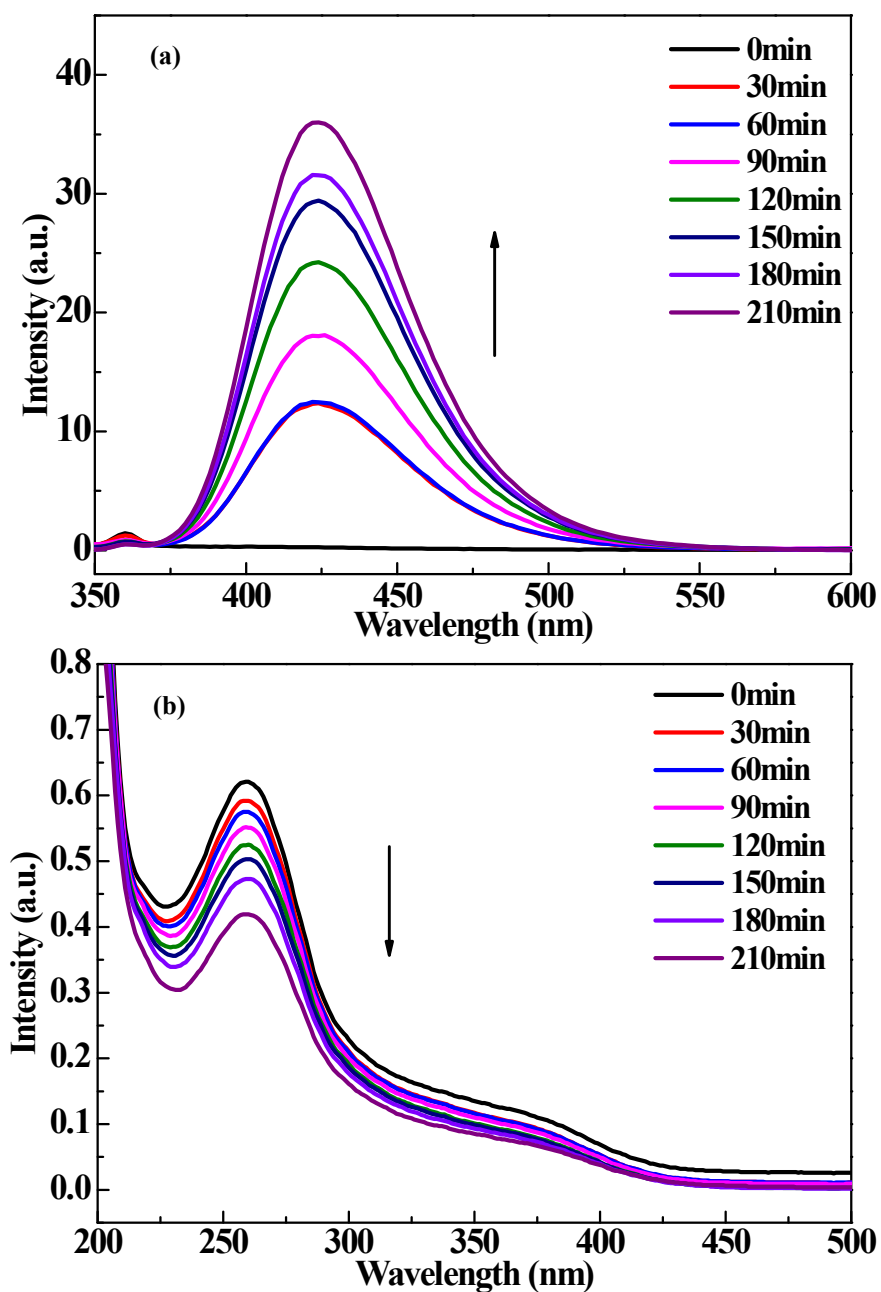 (a)
0min
30min
60min
90min
120min
150min
180min
210min
40
30
20
10
0
Intensity (a.u.)
350 400 450 500 550 600
Wavelength (nm)
(b)
0min
30min
60min
90min
120min
150min
180min
210min
0.8
0.7
0.6
0.5
0.4
0.3
0.2
0.1
0.0
Intensity (a.u.)
200 250 300 350 400 450 500
Wavelength (nm)